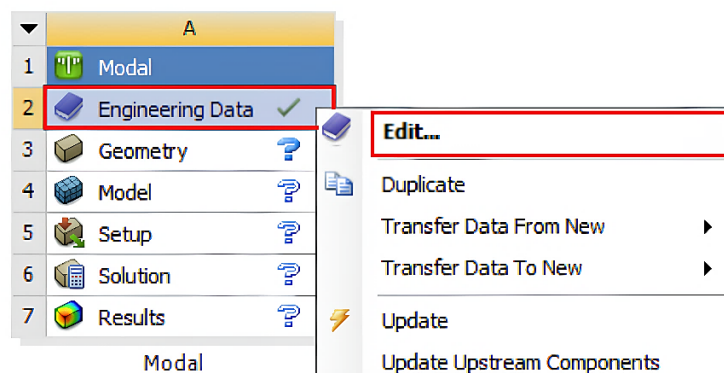 A
1 Modal
2 Engineering Data
3 Geometry ?
4 Model ?
5 Setup ?
6 Solution ?
7 Results ?
Modal
Edit...
Duplicate
Transfer Data From New
Transfer Data To New
Update
Update Upstream Components